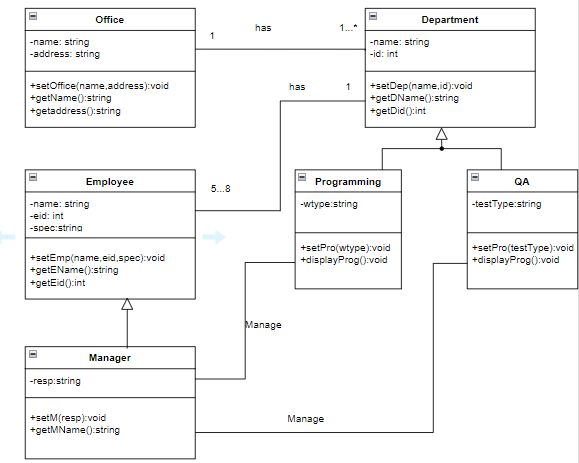 Office
-name: string
-address: string
+setOffice(name,address):void
+getName():string
+getaddress():string
has
1
1...*
Department
-name: string
-id: int
+setDep(name,id):void
+getDName():string
+getDid():int
has
1
5...8
Employee
-name: string
-eid: int
-spec:string
+setEmp(name,eid,spec):void
+getEName():string
+getEid():int
Programming
-wtype:string
+setPro(wtype):void
+displayProg():void
QA
-testType:string
+setPro(testType):void
+displayProg():void
Manage
Manager
-resp:string
+setM(resp):void
+getMName():string
Manage